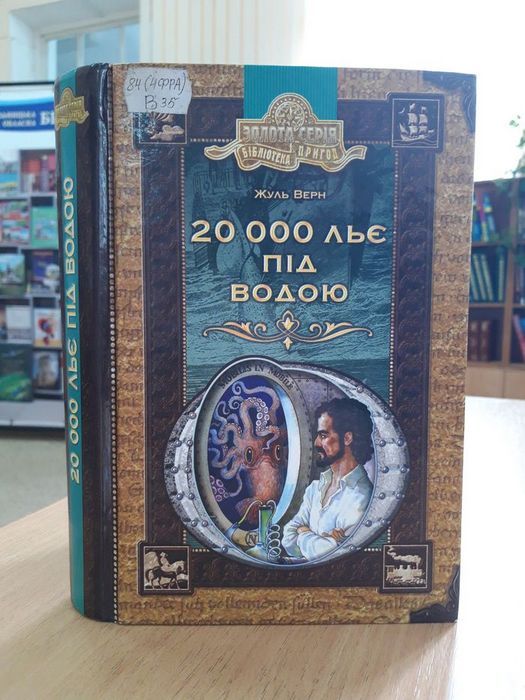 84(4ФРА)
В 35
ЗОЛОТА СЕРІЯ
БІБЛІОТЕКА ПРИГОД
ЖУЛЬ ВЕРН
20 000 ЛЬЄ
ПІД
ВОДОЮ
MOBILIS IN MOBILE
N
20 000 ЛЬЄ ПІД ВОДОЮ